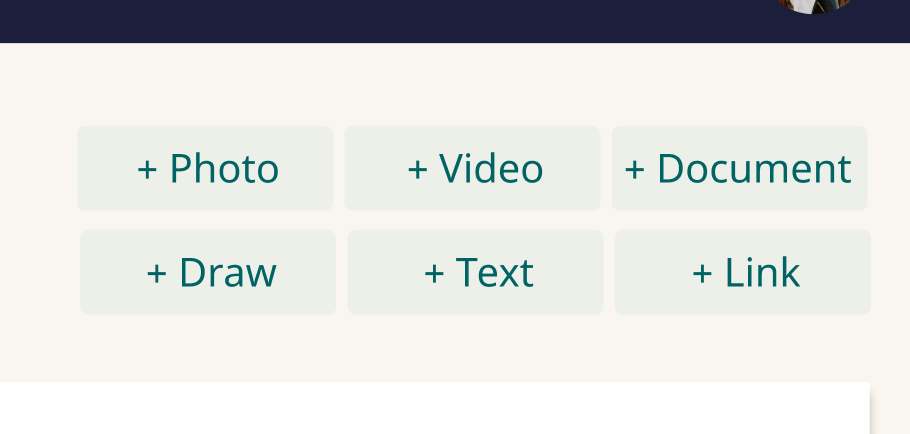 + Photo + Video + Document
+ Draw + Text + Link